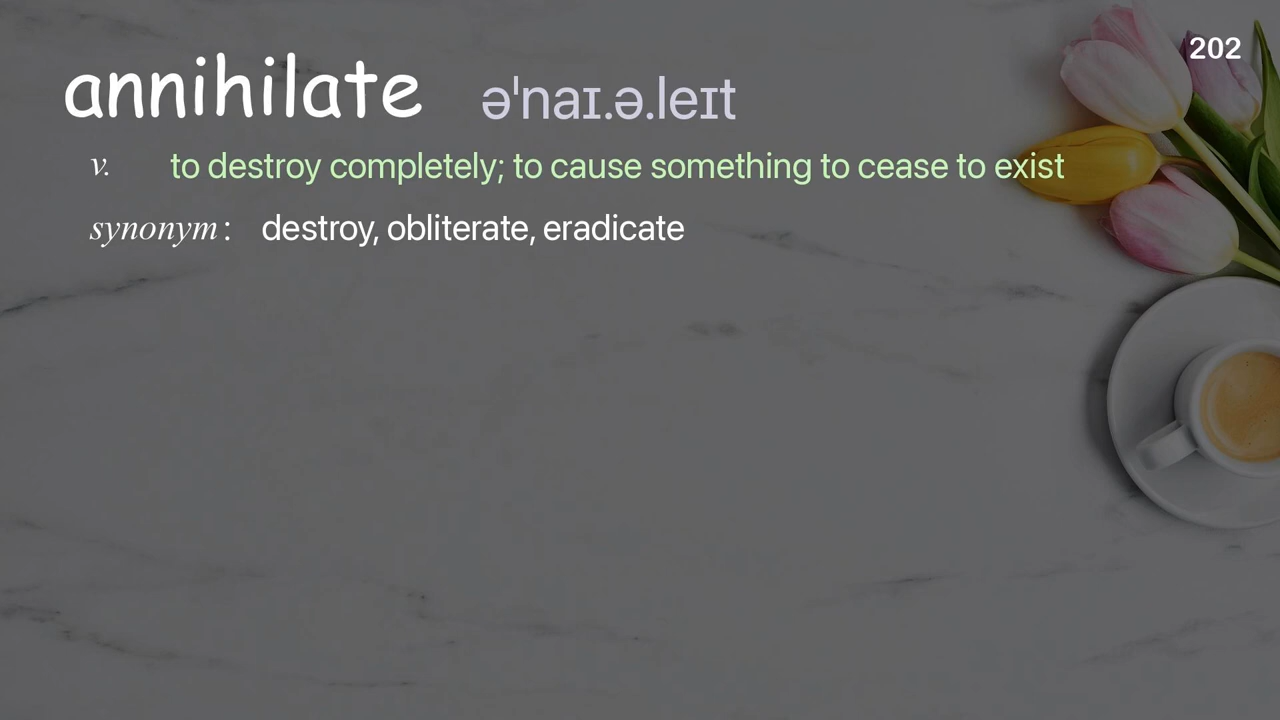 202
annihilate əˈnaɪ.ə.leɪt
v. to destroy completely; to cause something to cease to exist
synonym: destroy, obliterate, eradicate